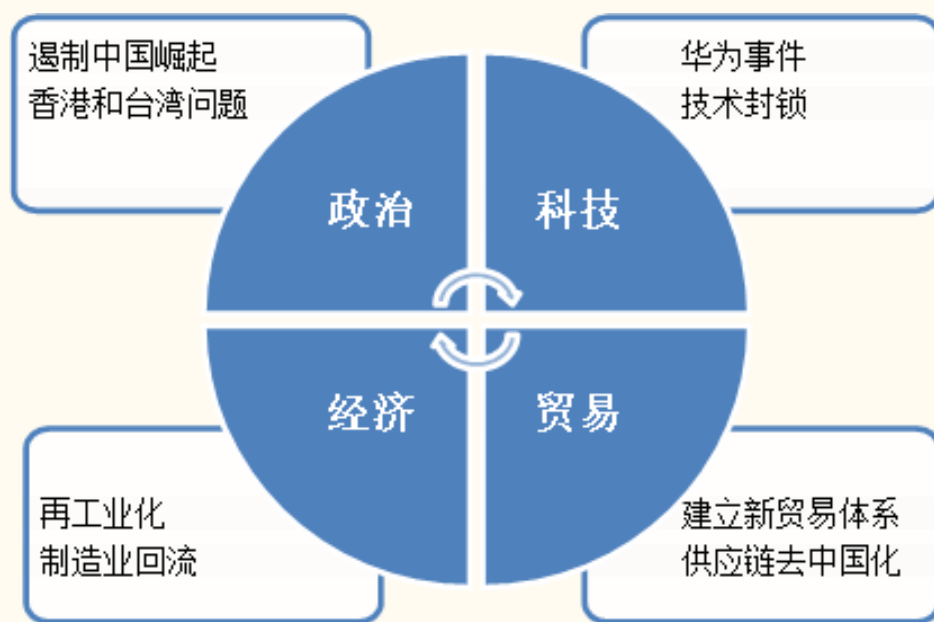 遏制中国崛起
香港和台湾问题
华为事件
技术封锁
政治
科技
经济
贸易
再工业化
制造业回流
建立新贸易体系
供应链去中国化